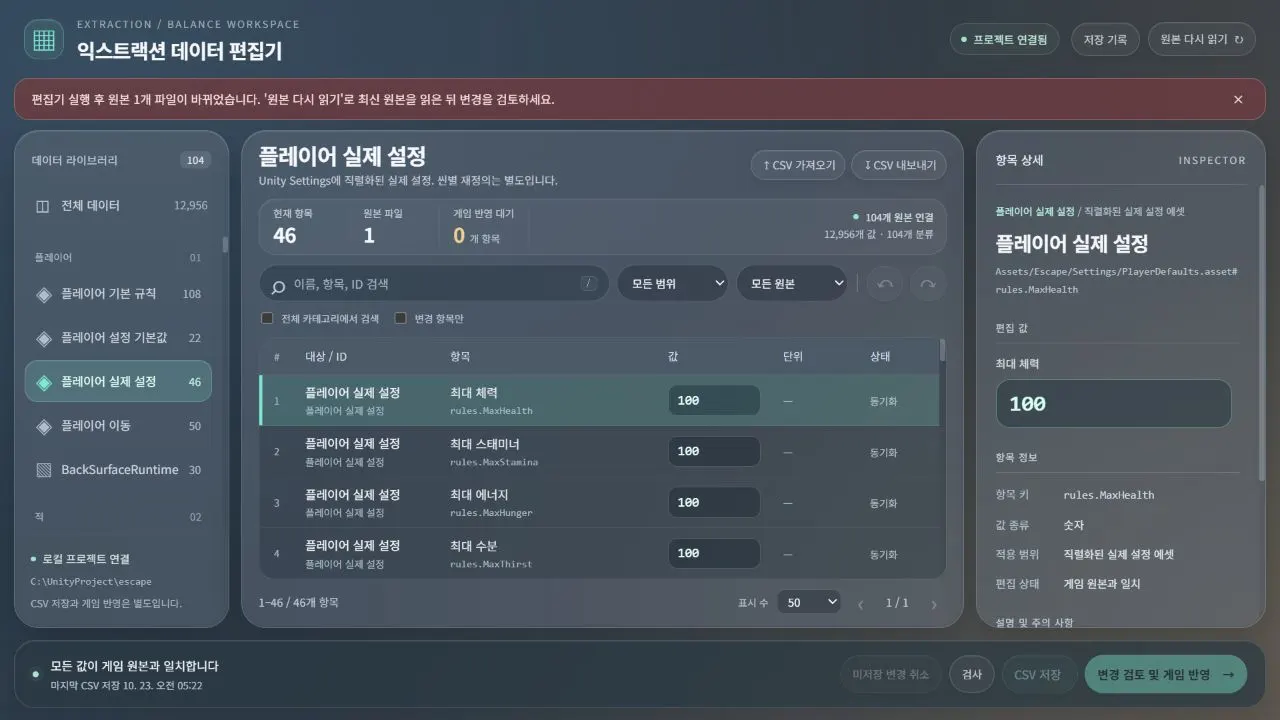 EXTRACTION / BALANCE WORKSPACE
익스트랙션 데이터 편집기
프로젝트 연결됨
저장 기록
원본 다시 읽기 ↻
편집기 실행 후 원본 1개 파일이 바뀌었습니다. '원본 다시 읽기'로 최신 원본을 읽은 뒤 변경을 검토하세요. ×
데이터 라이브러리 104
전체 데이터 12,956
플레이어 01
플레이어 기본 규칙 108
플레이어 설정 기본값 22
플레이어 실제 설정 46
플레이어 이동 50
BackSurfaceRuntime 30
적 02
로컬 프로젝트 연결
C:\UnityProject\escape
CSV 저장과 게임 반영은 별도입니다.
플레이어 실제 설정
Unity Settings에 직렬화된 실제 설정. 씬별 재정의는 별도입니다.
↑ CSV 가져오기
↧ CSV 내보내기
현재 항목 원본 파일 게임 반영 대기
46 1 0 개 항목
104개 원본 연결
12,956개 값 · 104개 분류
이름, 항목, ID 검색 /
모든 범위
모든 원본
전체 카테고리에서 검색
변경 항목만
# 대상 / ID 항목 값 단위 상태
1 플레이어 실제 설정 최대 체력 100 — 동기화
플레이어 실제 설정 rules.MaxHealth
2 플레이어 실제 설정 최대 스태미너 100 — 동기화
플레이어 실제 설정 rules.MaxStamina
3 플레이어 실제 설정 최대 에너지 100 — 동기화
플레이어 실제 설정 rules.MaxHunger
4 플레이어 실제 설정 최대 수분 100 — 동기화
플레이어 실제 설정 rules.MaxThirst
1–46 / 46개 항목
표시 수 50 ‹ 1 / 1 ›
항목 상세 INSPECTOR
플레이어 실제 설정 / 직렬화된 실제 설정 에셋
플레이어 실제 설정
Assets/Escape/Settings/PlayerDefaults.asset#
rules.MaxHealth
편집 값
최대 체력
100
항목 정보
항목 키 rules.MaxHealth
값 종류 숫자
적용 범위 직렬화된 실제 설정 에셋
편집 상태 게임 원본과 일치
설명 및 주의 사항
모든 값이 게임 원본과 일치합니다
마지막 CSV 저장 10. 23. 오전 05:22
미저장 변경 취소
검사
CSV 저장
변경 검토 및 게임 반영 →